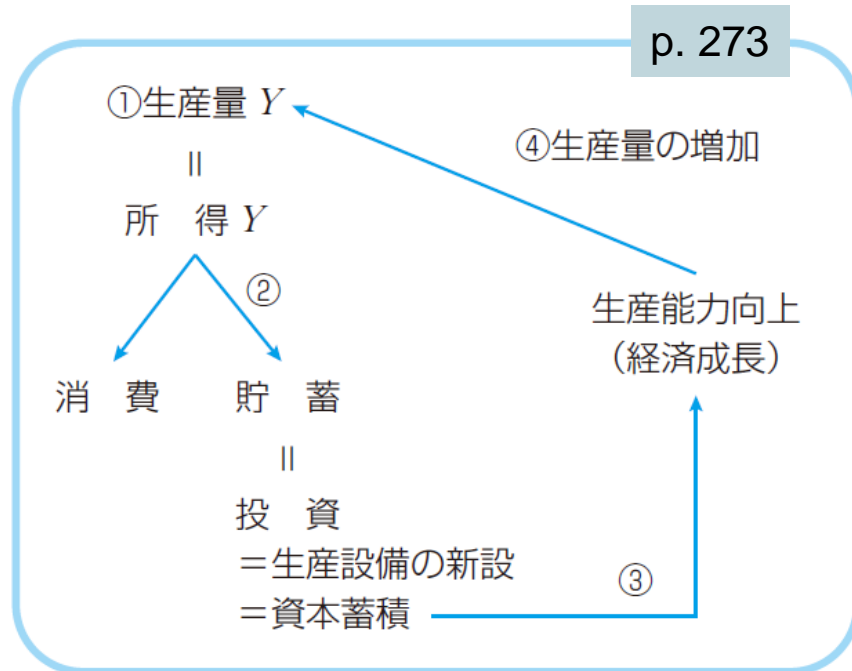 p. 273
①生産量 Y
④生産量の増加
=
所　得 Y
②
生産能力向上
（経済成長）
消　費　貯　蓄
=
投　資
＝生産設備の新設
＝資本蓄積
③